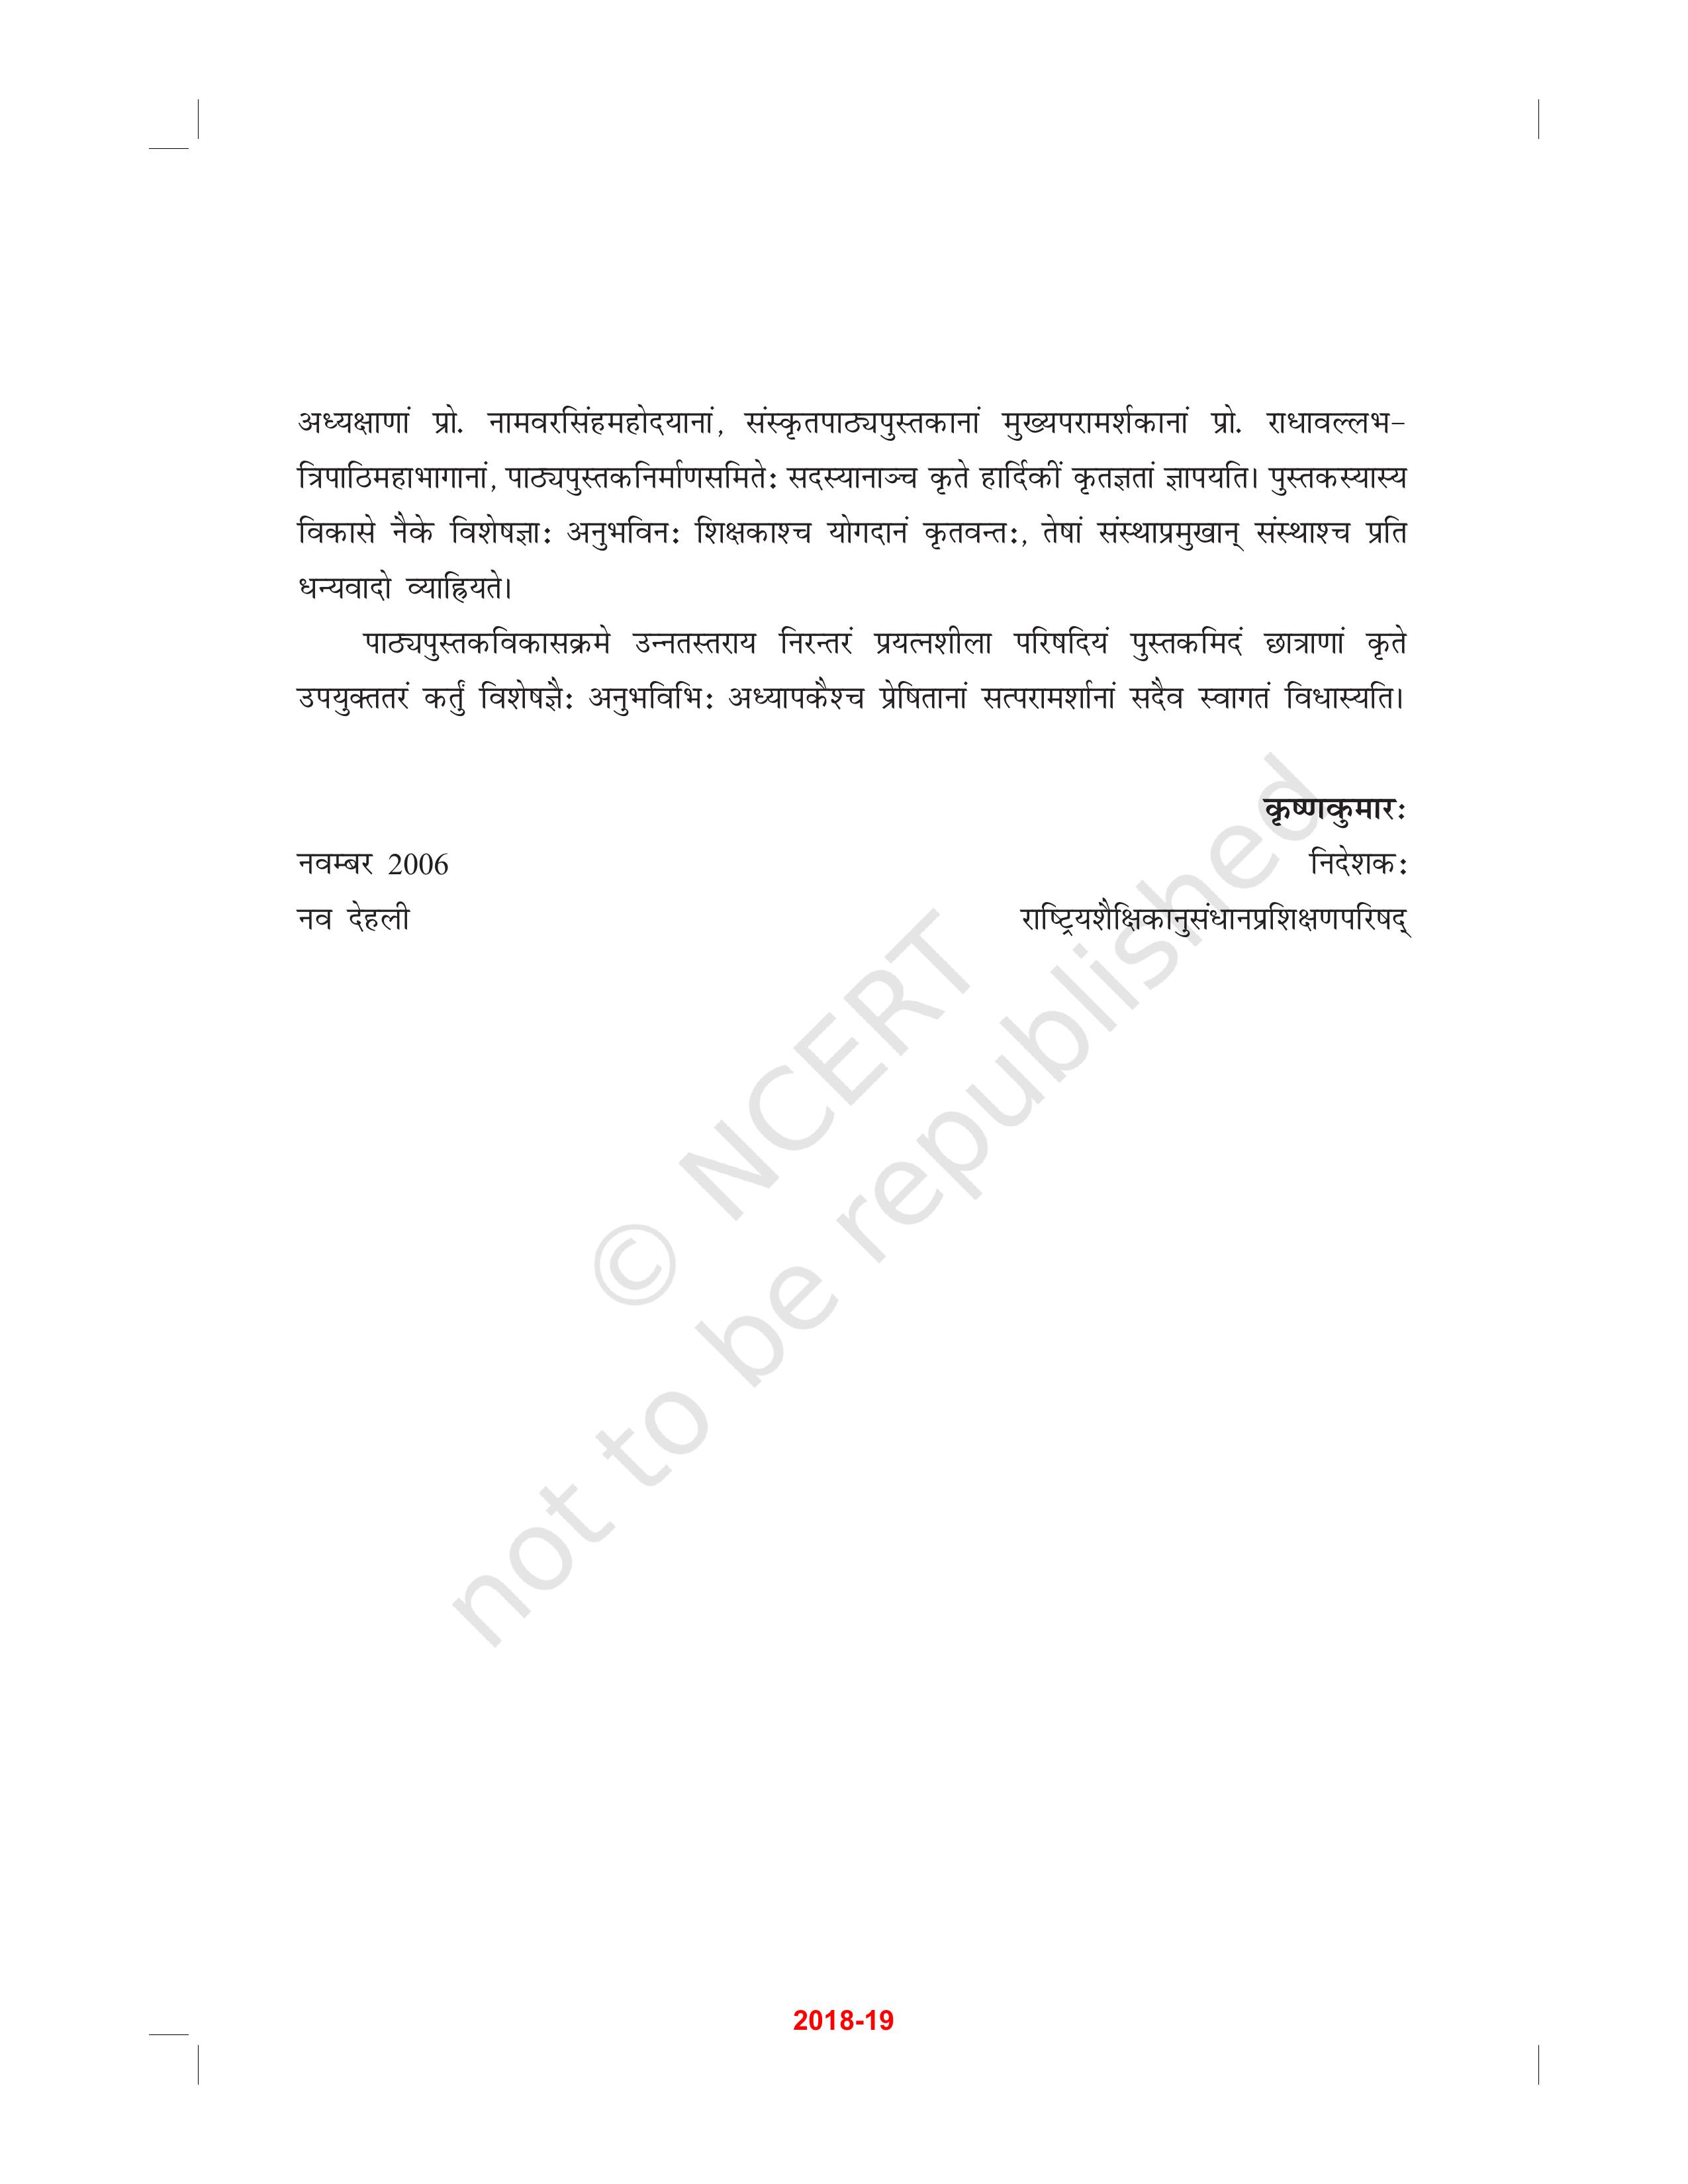 अध्यक्षाणां प्रो. नामवरसिंहमहोदयानां, संस्कृतपाठ्यपुस्तकानां मुख्यपरामर्शकानां प्रो. राधावल्लभ-
त्रिपाठिमहाभागानां, पाठ्यपुस्तकनिर्माणसमितेः सदस्यानाञ्च कृते हार्दिकीं कृतज्ञतां ज्ञापयति। पुस्तकस्यास्य
विकासे नैके विशेषज्ञाः अनुभविनः शिक्षकाश्च योगदानं कृतवन्तः, तेषां संस्थाप्रमुखान् संस्थाश्च प्रति
धन्यवादो व्याह्रियते।
पाठ्यपुस्तकविकासक्रमे उन्नतस्तराय निरन्तरं प्रयत्नशीला परिषदियं पुस्तकमिदं छात्राणां कृते
उपयुक्ततरं कर्तुं विशेषज्ञैः अनुभविभिः अध्यापकैश्च प्रेषितानां सत्परामर्शानां सदैव स्वागतं विधास्यति।
कृष्णकुमारः
नवम्बर 2006 निदेशकः
नव देहली राष्ट्रियशैक्षिकानुसंधानप्रशिक्षणपरिषद्
© NCERT
not to be republished
2018-19